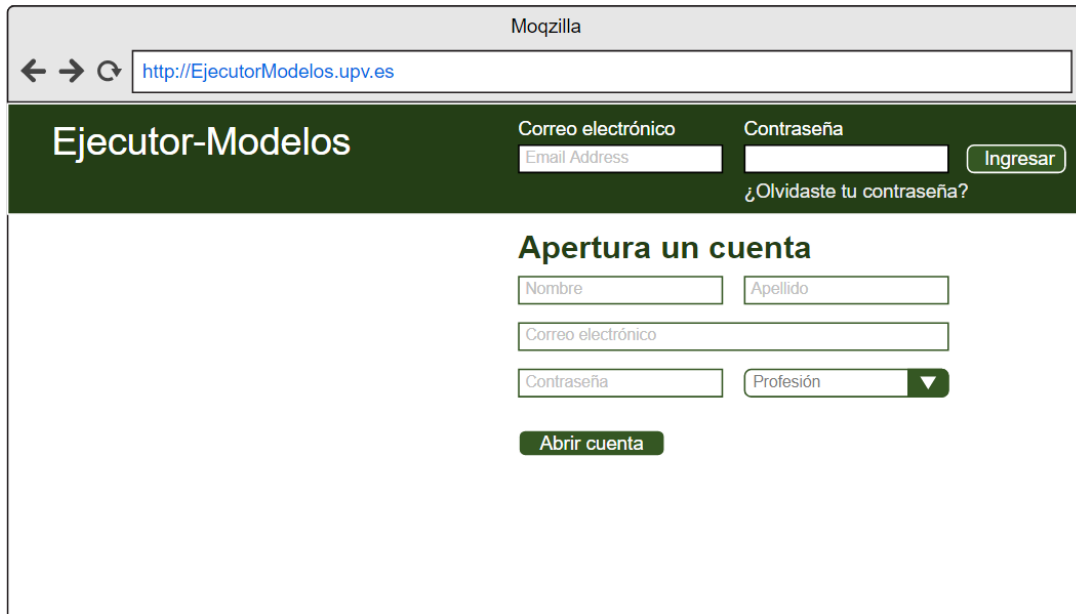 Moqzilla
http://EjecutorModelos.upv.es
Ejecutor-Modelos
Correo electrónico
Contraseña
Email Address
Ingresar
¿Olvidaste tu contraseña?
Apertura un cuenta
Nombre
Apellido
Correo electrónico
Contraseña
Profesión
Abrir cuenta